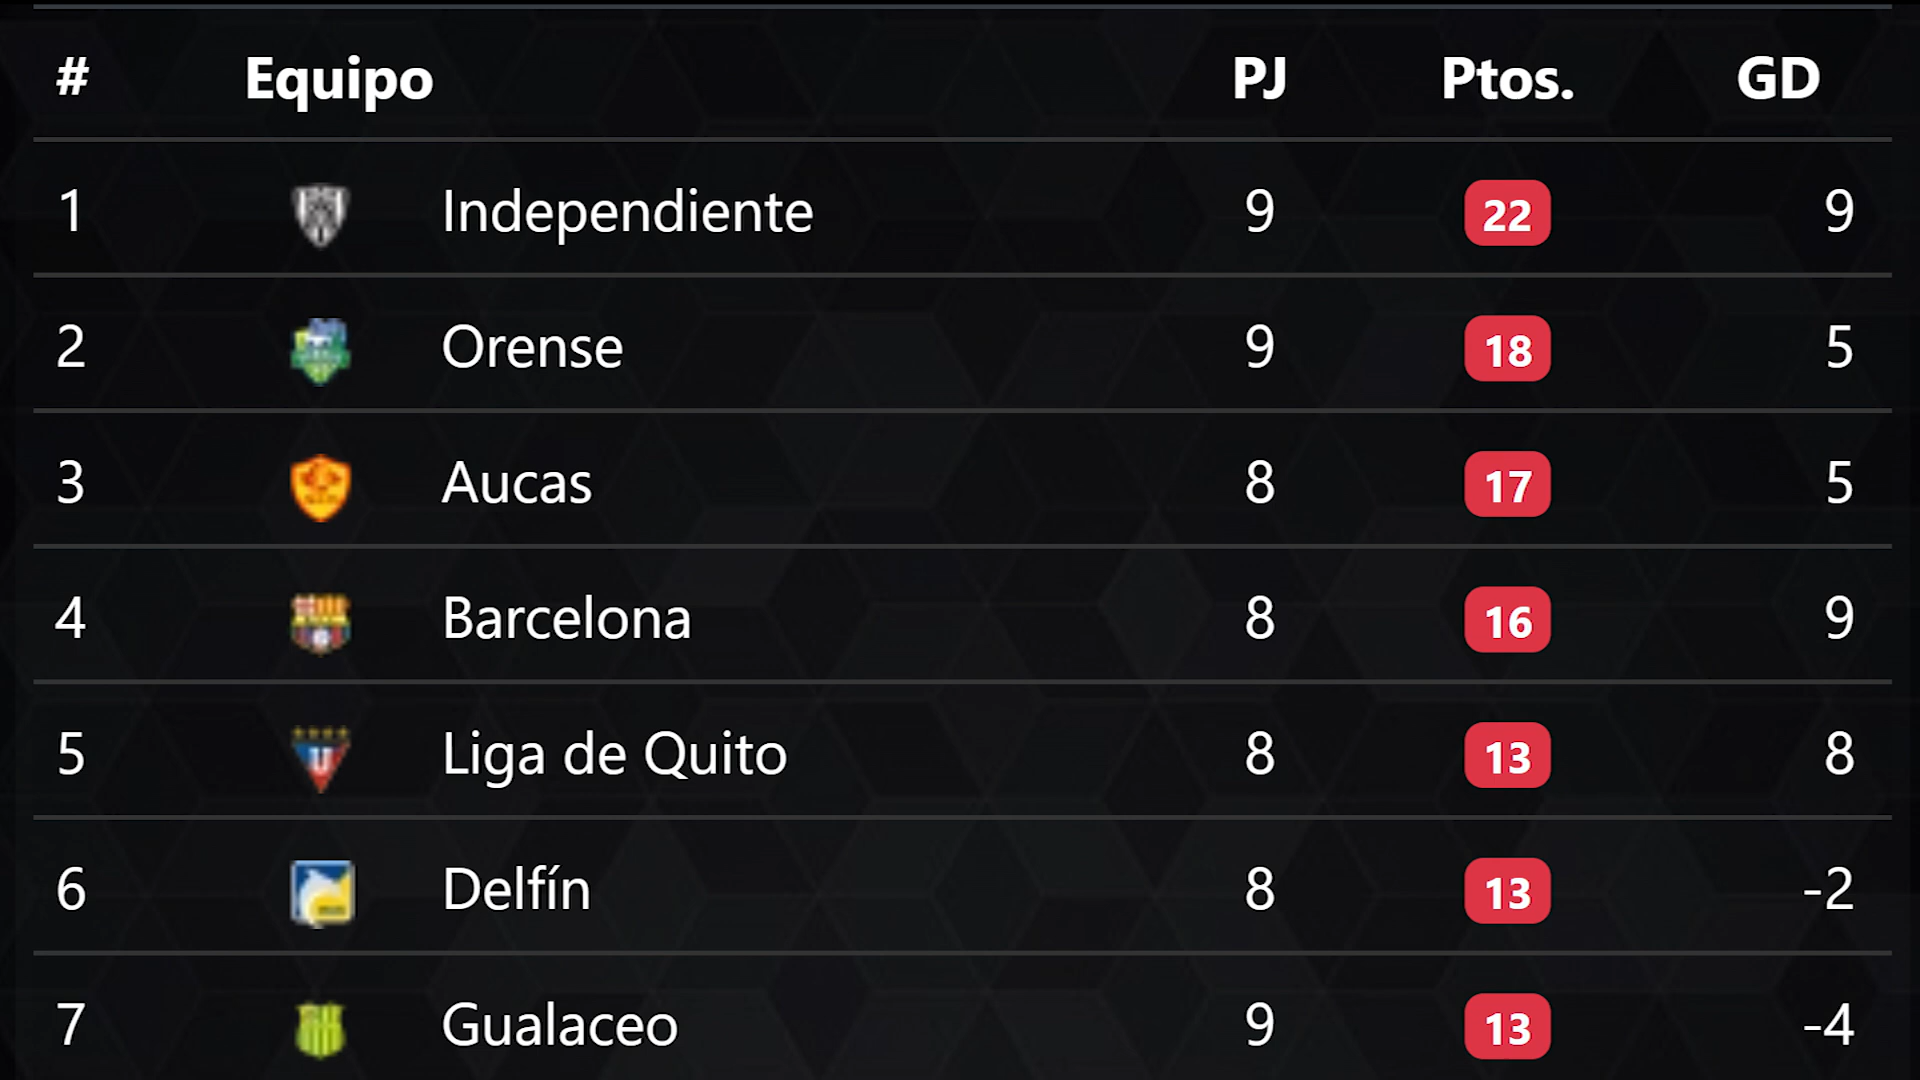 # Equipo PJ Ptos. GD
1 Independiente 9 22 9
2 Orense 9 18 5
3 Aucas 8 17 5
4 Barcelona 8 16 9
5 U Liga de Quito 8 13 8
6 Delfín 8 13 -2
7 Gualaceo 9 13 -4